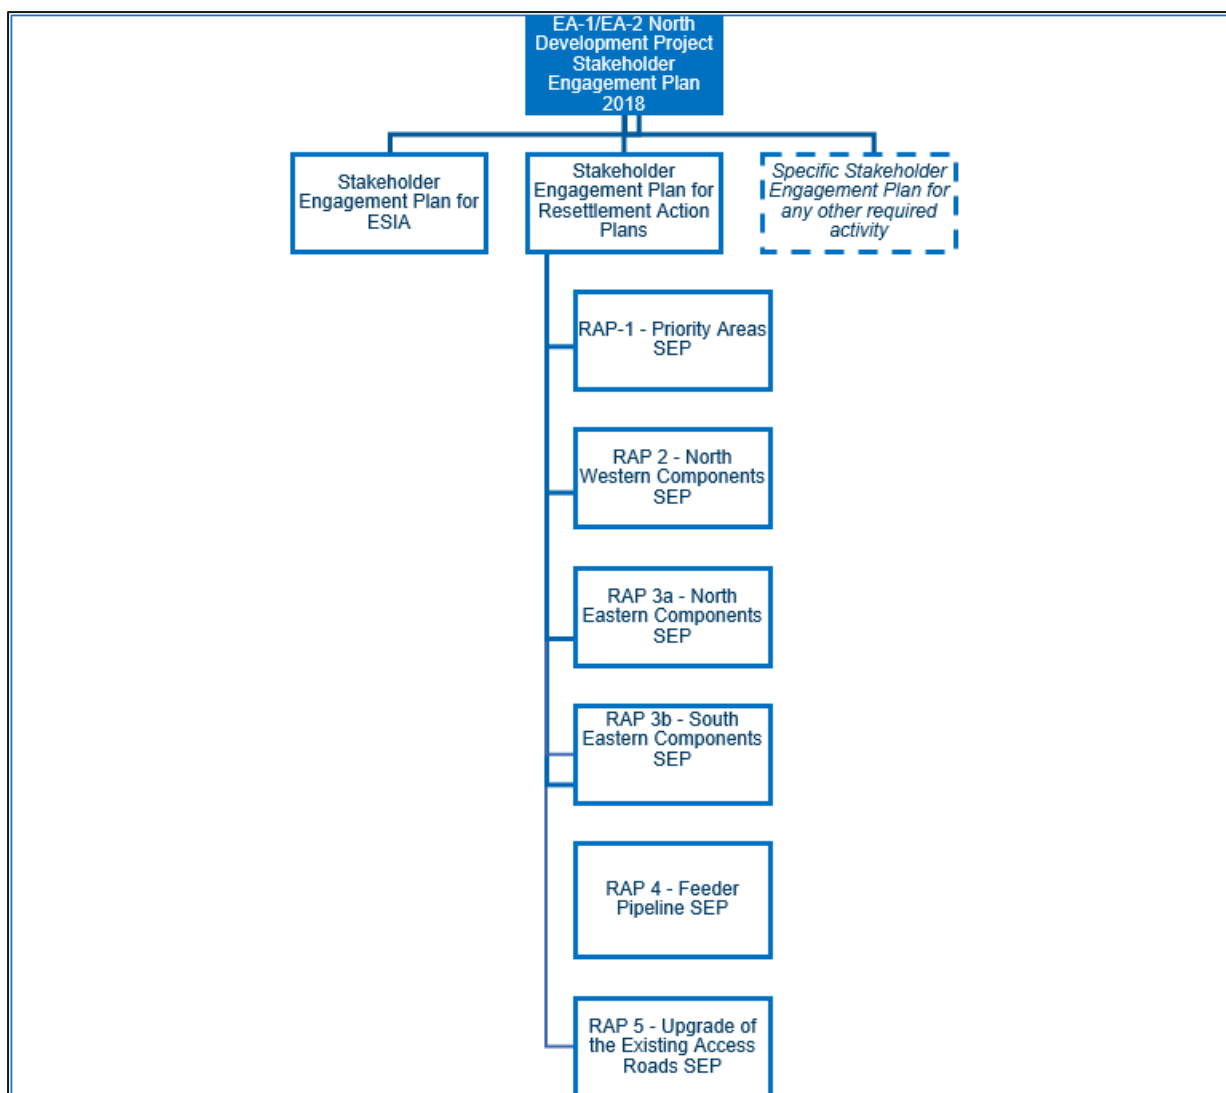 EA-1/EA-2 North
Development Project
Stakeholder
Engagement Plan
2018
Stakeholder
Engagement Plan for
ESIA
Stakeholder
Engagement Plan for
Resettlement Action
Plans
Specific Stakeholder
Engagement Plan for
any other required
activity
RAP-1 - Priority Areas
SEP
RAP 2 - North
Western Components
SEP
RAP 3a - North
Eastern Components
SEP
RAP 3b - South
Eastern Components
SEP
RAP 4 - Feeder
Pipeline SEP
RAP 5 - Upgrade of
the Existing Access
Roads SEP